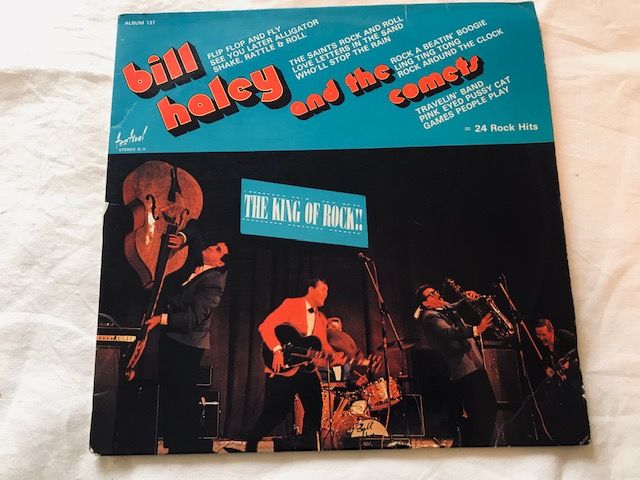 ALBUM 137
bill
haley
and the
comets
FLIP FLOP AND FLY
SEE YOU LATER ALLIGATOR
SHAKE, RATTLE & ROLL
THE SAINTS ROCK AND ROLL
LOVE LETTERS IN THE SAND
WHO'LL STOP THE RAIN
ROCK A BEATIN' BOOGIE
LING TING TONG
ROCK AROUND THE CLOCK
TRAVELIN' BAND
PINK EYED PUSSY CAT
GAMES PEOPLE PLAY
= 24 Rock Hits
festival
STEREO G.U.
THE KING OF ROCK!!